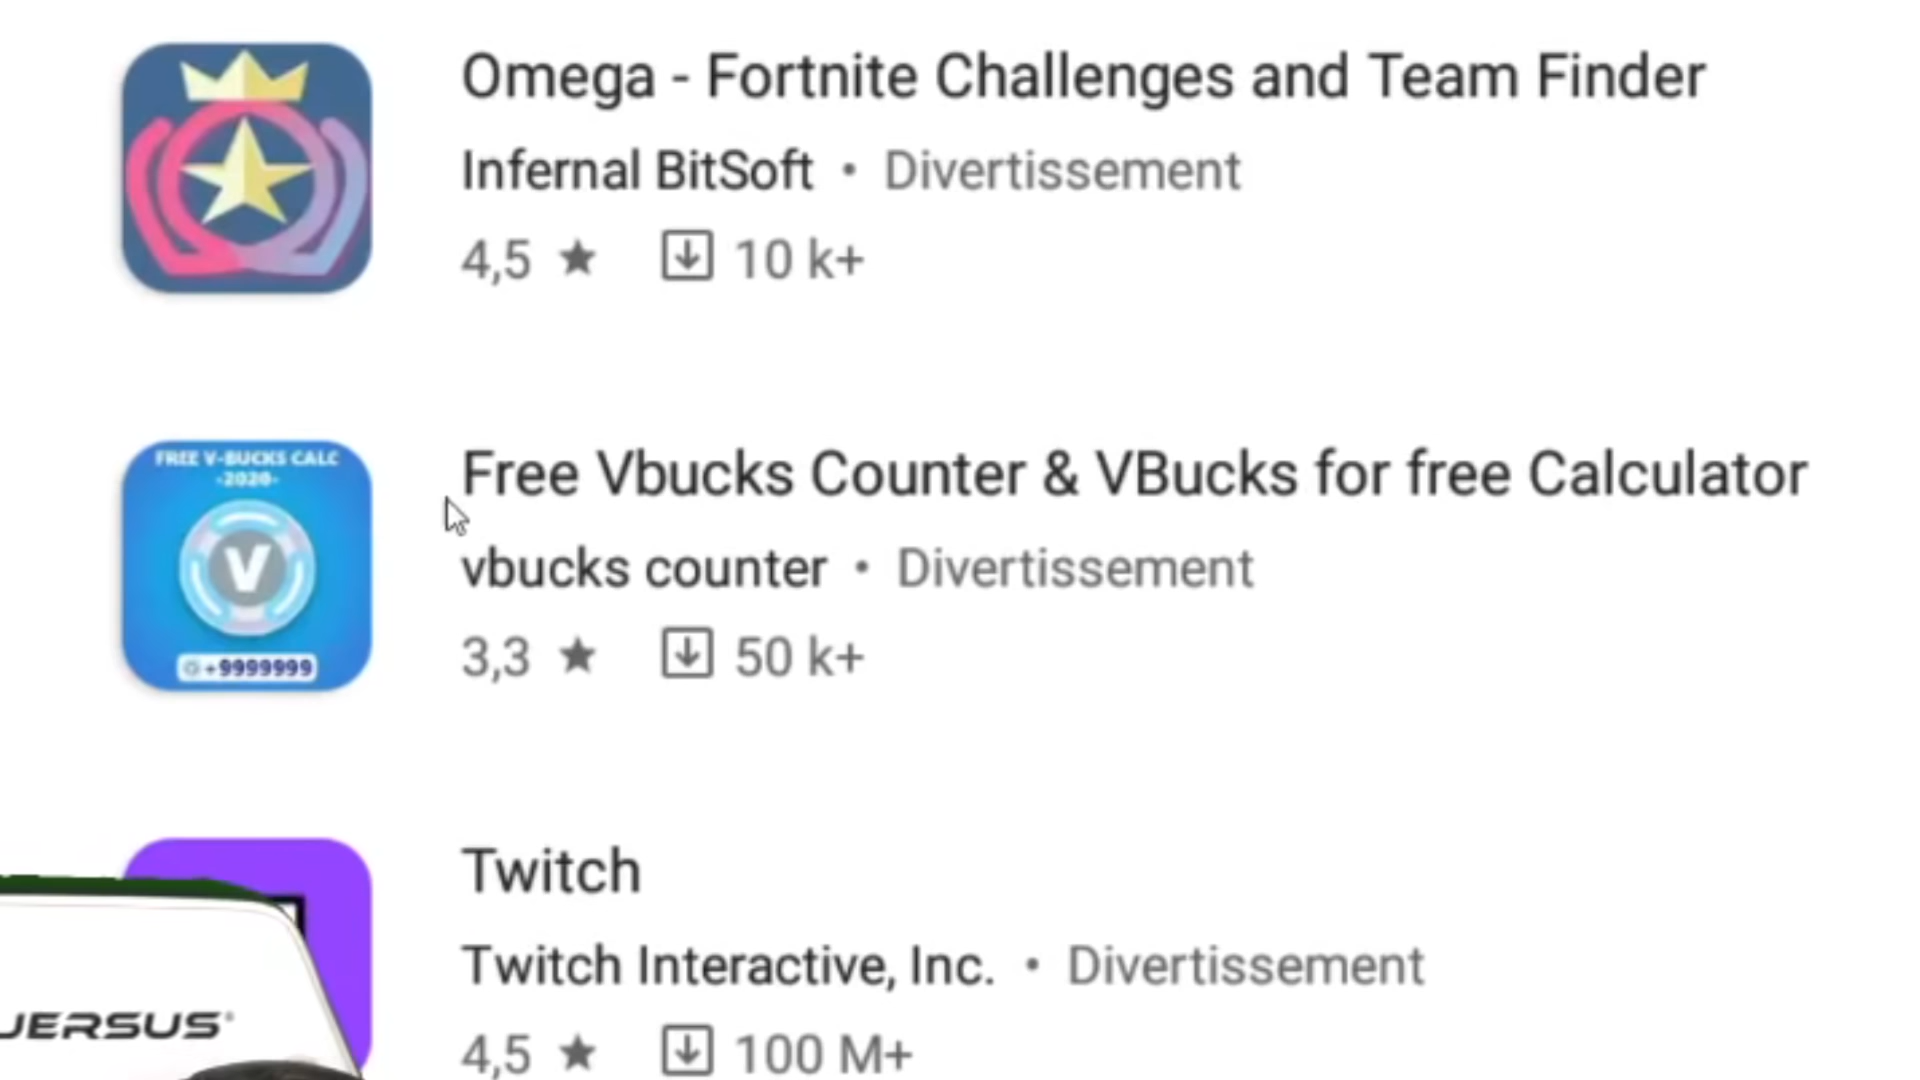 Omega - Fortnite Challenges and Team Finder
Infernal BitSoft • Divertissement
4,5 ★ 10 k+
FREE V-BUCKS CALC
-2020-
V
+9999999
Free Vbucks Counter & VBucks for free Calculator
vbucks counter • Divertissement
3,3 ★ 50 k+
Twitch
Twitch Interactive, Inc. • Divertissement
4,5 ★ 100 M+